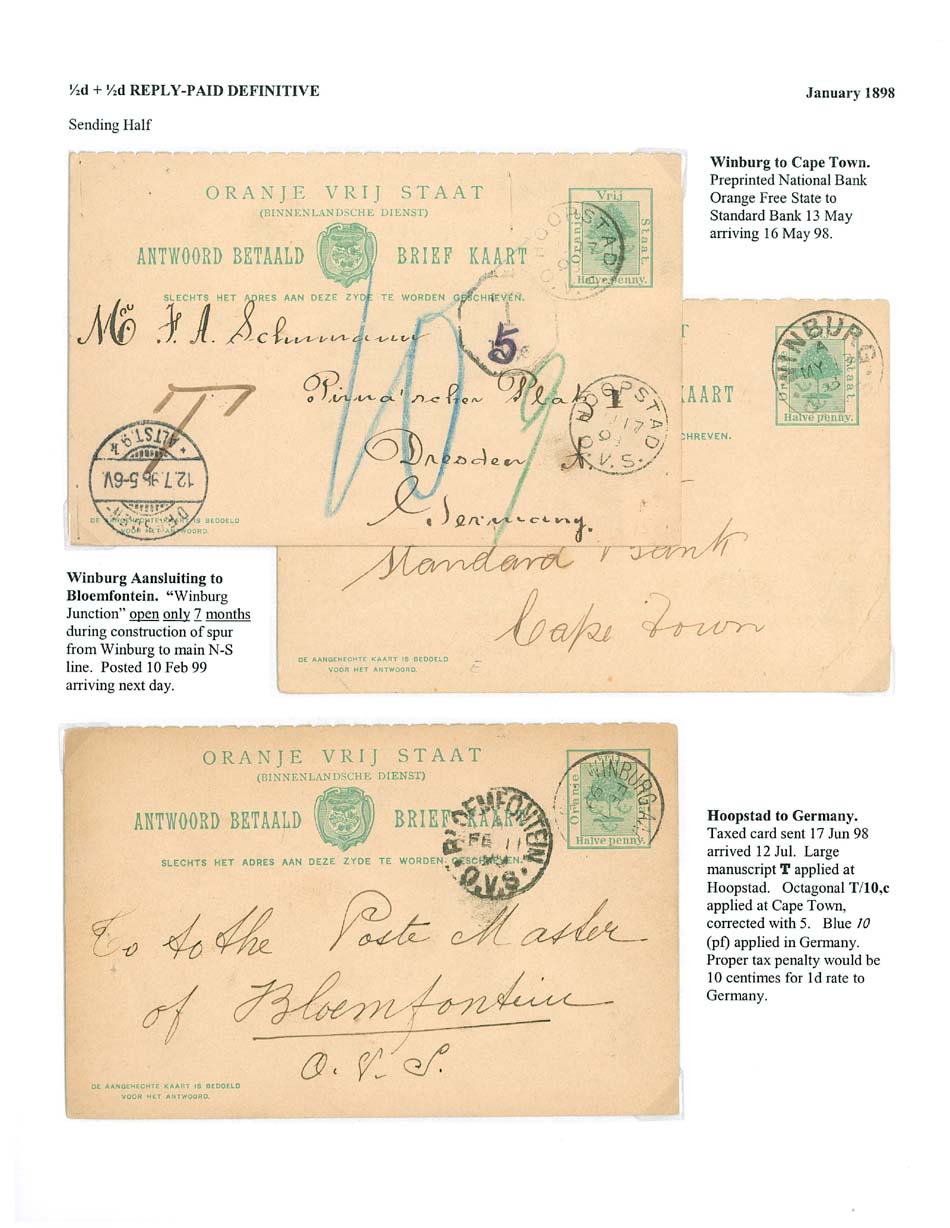 ½d + ½d REPLY-PAID DEFINITIVE
January 1898
Sending Half
Winburg to Cape Town.
Preprinted National Bank
Orange Free State to
Standard Bank 13 May
arriving 16 May 98.
ORANJE VRIJ STAAT
(BINNENLANDSCHE DIENST)
ANTWOORD BETAALD BRIEF KAART
SLECHTS HET ADRES AAN DEZE ZYDE TE WORDEN GESCHREVEN.
Vrij
Oranje
Staat
Halve penny.
HOOPSTAD
O.V.S.
T
5
10
Mr F. A. Schunmann
Pirna'scher Platz 1
Dresden A.
Germany.
T
HOOPSTAD
17
O.V.S.
DRESDEN
12.7.98.5-6V.
* ALTST. 9 z
DE AANGEHECHTE KAART IS BEDOELD
VOOR HET ANTWOORD.
T
KAART
CHREVEN.
WINBURG
MY
Staat
Halve penny.
Standard Bank
Cape Town
DE AANGEHECHTE KAART IS BEDOELD
VOOR HET ANTWOORD.
E
Winburg Aansluiting to
Bloemfontein. “Winburg
Junction” open only 7 months
during construction of spur
from Winburg to main N-S
line. Posted 10 Feb 99
arriving next day.
ORANJE VRIJ STAAT
(BINNENLANDSCHE DIENST)
ANTWOORD BETAALD BRIEF KAART
SLECHTS HET ADRES AAN DEZE ZYDE TE WORDEN GESCHREVEN.
BLOEMFONTEIN
FE 11
O.V.S.
WINBURG.A.
Oranje
Halve penny.
To to the Poste Master
of Bloemfontein
O. V. S.
DE AANGEHECHTE KAART IS BEDOELD
VOOR HET ANTWOORD.
Hoopstad to Germany.
Taxed card sent 17 Jun 98
arrived 12 Jul. Large
manuscript T applied at
Hoopstad. Octagonal T/10,c
applied at Cape Town,
corrected with 5. Blue 10
(pf) applied in Germany.
Proper tax penalty would be
10 centimes for 1d rate to
Germany.